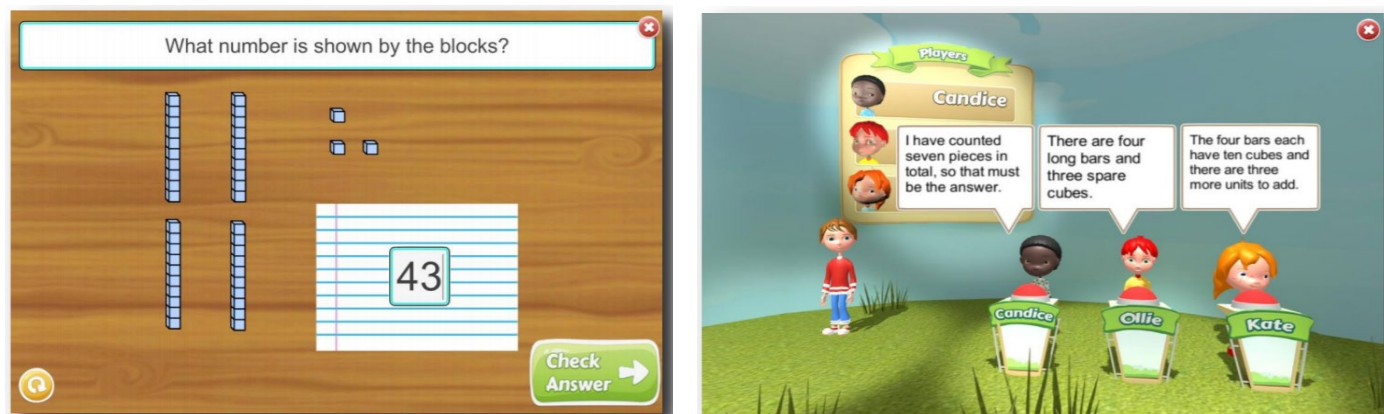 What number is shown by the blocks?
43
Check
Answer
Players
Candice
I have counted
seven pieces in
total, so that must
be the answer.
There are four
long bars and
three spare
cubes.
The four bars each
have ten cubes and
there are three
more units to add.
Candice
Ollie
Kate